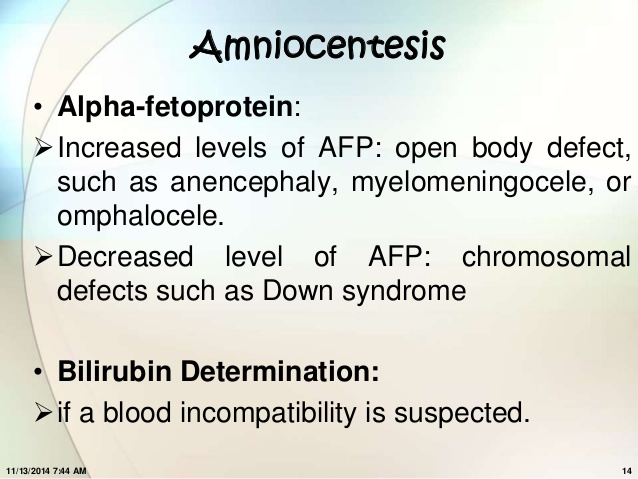 Amniocentesis
• Alpha-fetoprotein:
➢Increased levels of AFP: open body defect,
such as anencephaly, myelomeningocele, or
omphalocele.
➢Decreased level of AFP: chromosomal
defects such as Down syndrome
• Bilirubin Determination:
➢if a blood incompatibility is suspected.
11/13/2014 7:44 AM 14